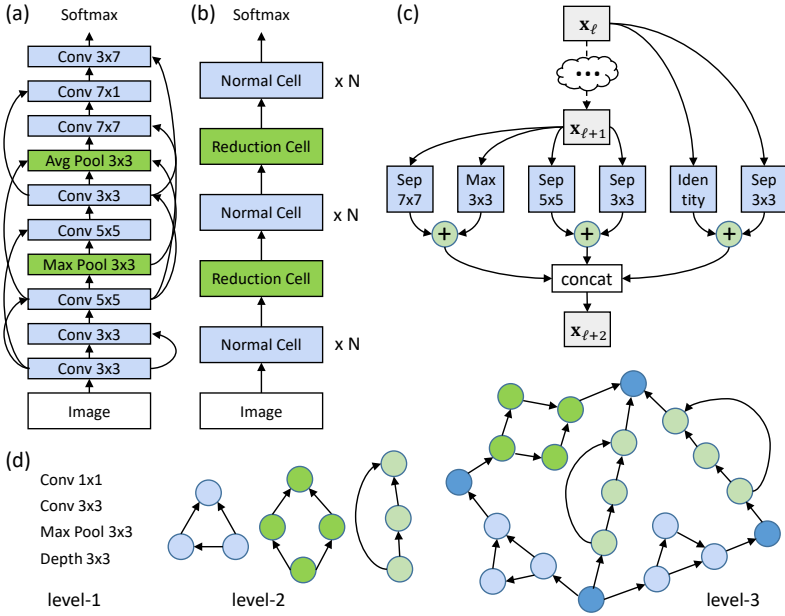 (a)
Softmax
Conv 3x7
Conv 7x1
Conv 7x7
Avg Pool 3x3
Conv 3x3
Conv 5x5
Max Pool 3x3
Conv 5x5
Conv 3x3
Conv 3x3
Image
(b)
Softmax
Normal Cell x N
Reduction Cell
Normal Cell x N
Reduction Cell
Normal Cell x N
Image
(c)
xℓ
...
xℓ+1
Sep 7x7
Max 3x3
Sep 5x5
Sep 3x3
Iden tity
Sep 3x3
+ + +
concat
xℓ+2
(d)
Conv 1x1
Conv 3x3
Max Pool 3x3
Depth 3x3
level-1
level-2
level-3